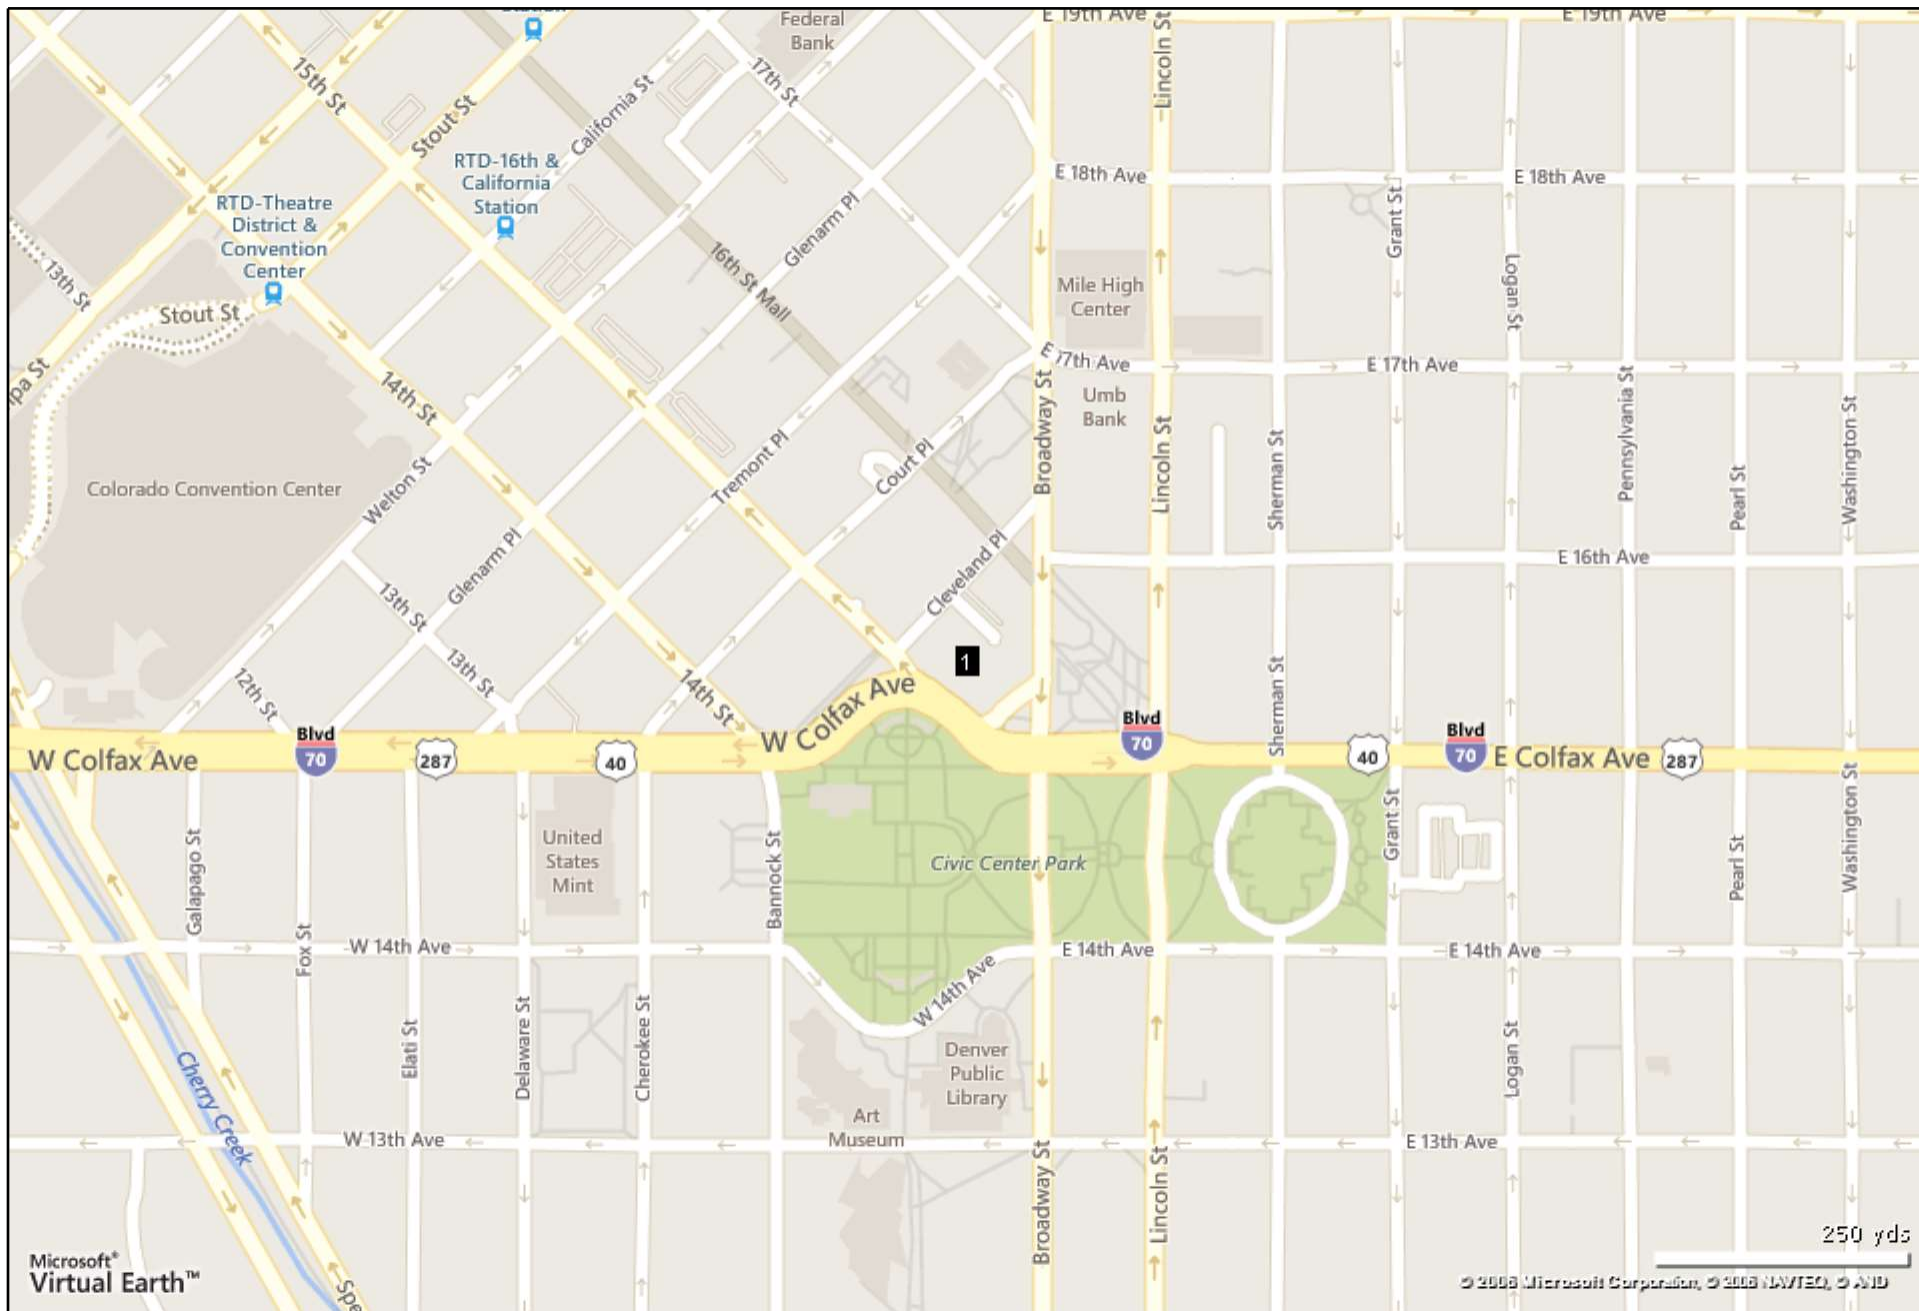 E 19th Ave
E 19th Ave
Federal
Bank
15th St
Stout St
California St
17th St
Lincoln St
RTD-16th &
California
Station
RTD-Theatre
District &
Convention
Center
E 18th Ave
E 18th Ave
Grant St
Glenarm Pl
16th St Mall
13th St
Stout St
Mile High
Center
Logan St
E 17th Ave
E 17th Ave
14th St
Umb
Bank
Broadway St
Lincoln St
Sherman St
Pennsylvania St
Pearl St
Washington St
Colorado Convention Center
Welton St
Tremont Pl
Court Pl
Glenarm Pl
Cleveland Pl
E 16th Ave
13th St
13th St
12th St
14th St
1
Sherman St
W Colfax Ave
Blvd
70
287
40
W Colfax Ave
Blvd
70
40
Blvd
70
E Colfax Ave
287
Galapago St
United
States
Mint
Bannock St
Civic Center Park
Grant St
Pearl St
Washington St
Fox St
W 14th Ave
E 14th Ave
E 14th Ave
W 14th Ave
Elati St
Delaware St
Cherokee St
Denver
Public
Library
Logan St
Cherry Creek
Art
Museum
W 13th Ave
E 13th Ave
Broadway St
Lincoln St
250 yds
Microsoft®
Virtual Earth™
© 2006 Microsoft Corporation, © 2006 NAVTEQ, © AND